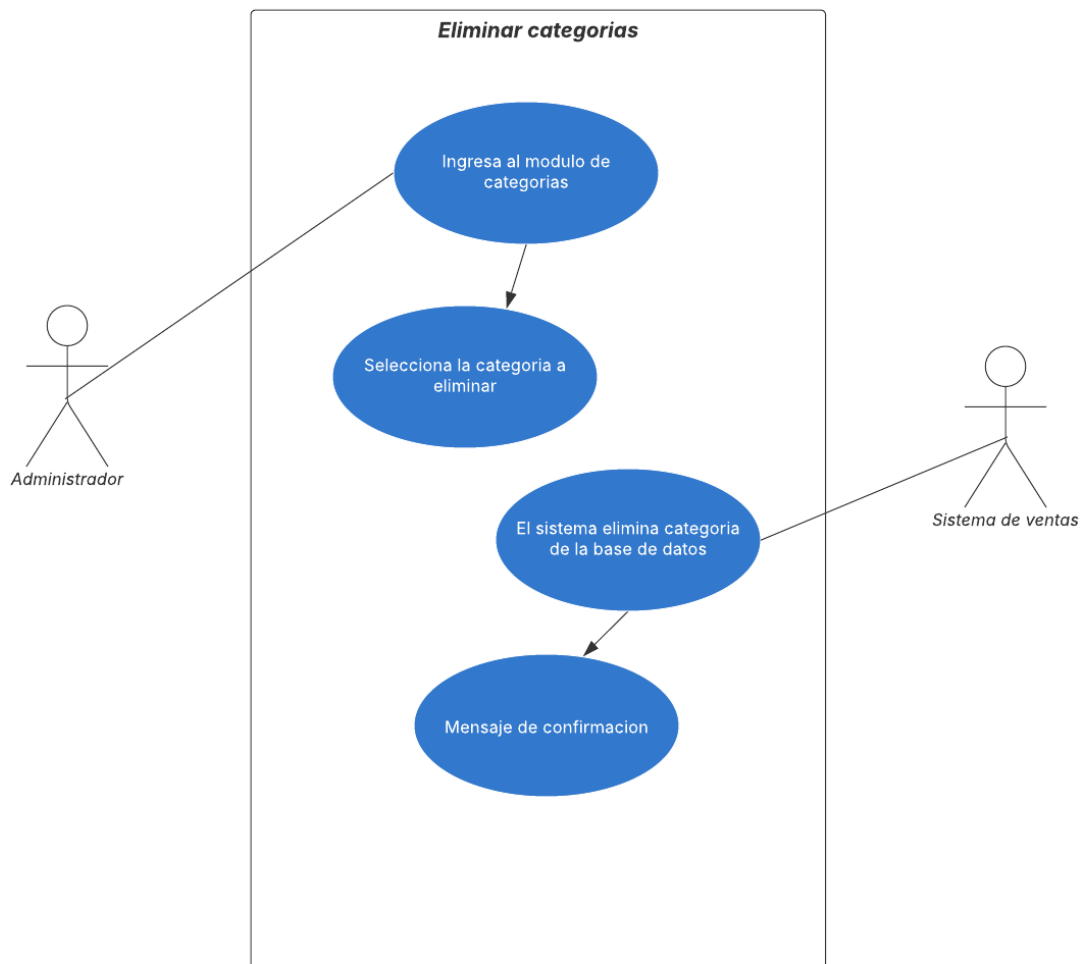 Eliminar categorias
Ingresa al modulo de
categorias
Selecciona la categoria a
eliminar
Administrador
El sistema elimina categoria
de la base de datos
Sistema de ventas
Mensaje de confirmacion